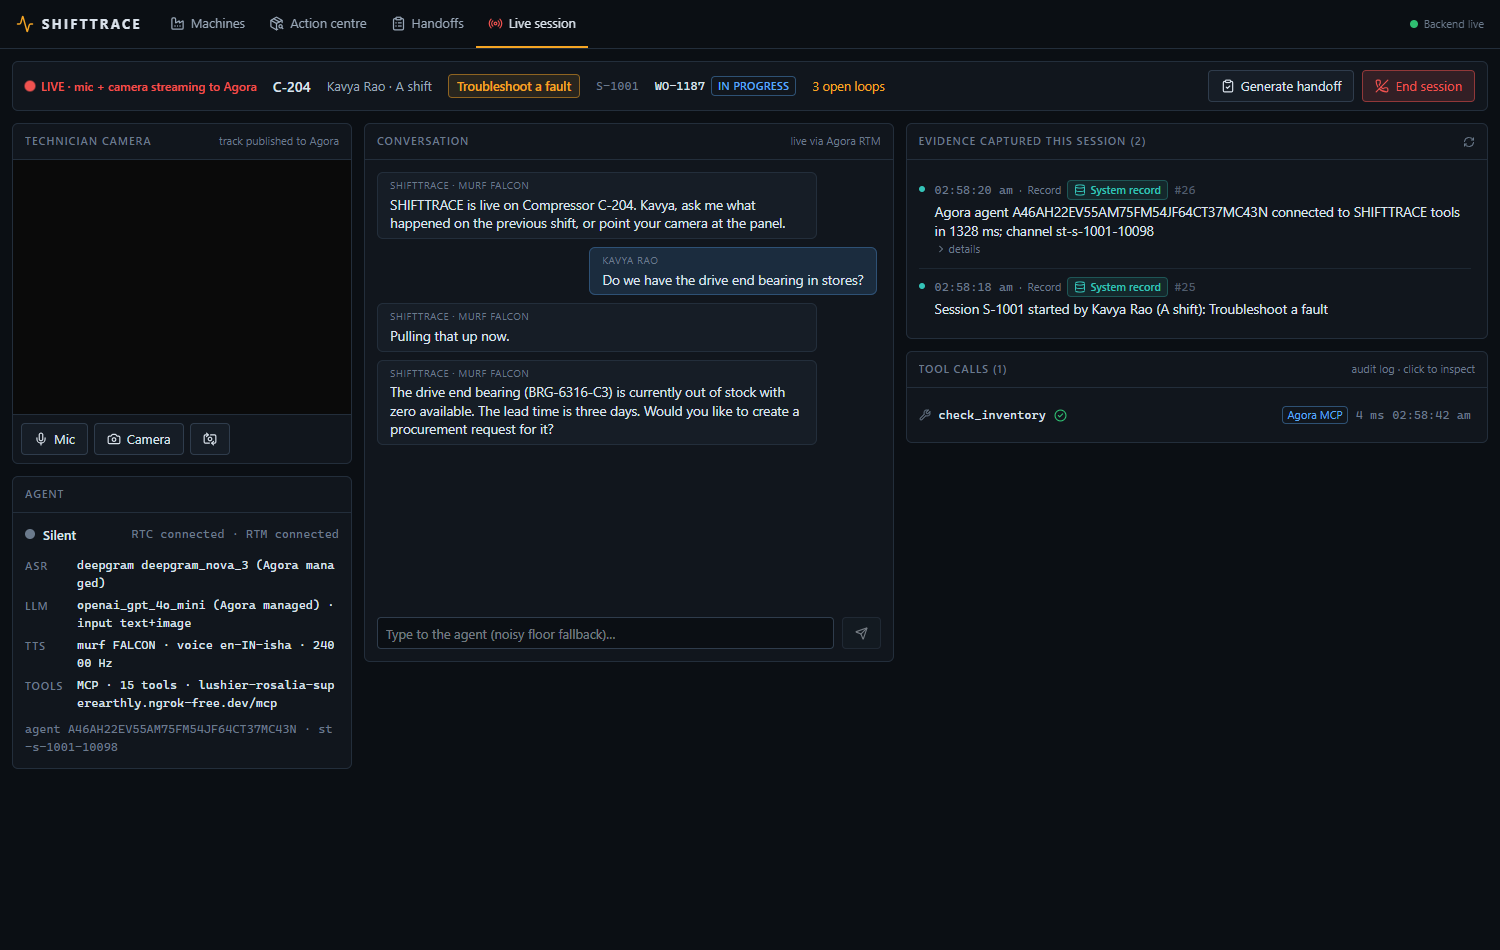 SHIFTTRACE
Machines
Action centre
Handoffs
Live session
Backend live
LIVE · mic + camera streaming to Agora
C-204
Kavya Rao · A shift
Troubleshoot a fault
S-1001
WO-1187
IN PROGRESS
3 open loops
Generate handoff
End session
TECHNICIAN CAMERA
track published to Agora
Mic
Camera
AGENT
Silent
RTC connected · RTM connected
ASR
deepgram deepgram_nova_3 (Agora mana
ged)
LLM
openai_gpt_4o_mini (Agora managed) ·
input text+image
TTS
murf FALCON · voice en-IN-isha · 240
00 Hz
TOOLS
MCP · 15 tools · lushier-rosalia-sup
erearthly.ngrok-free.dev/mcp
agent A46AH22EV55AM75FM54JF64CT37MC43N · st
-s-1001-10098
CONVERSATION
live via Agora RTM
SHIFTTRACE · MURF FALCON
SHIFTTRACE is live on Compressor C-204. Kavya, ask me what
happened on the previous shift, or point your camera at the panel.
KAVYA RAO
Do we have the drive end bearing in stores?
SHIFTTRACE · MURF FALCON
Pulling that up now.
SHIFTTRACE · MURF FALCON
The drive end bearing (BRG-6316-C3) is currently out of stock with
zero available. The lead time is three days. Would you like to create a
procurement request for it?
Type to the agent (noisy floor fallback)...
EVIDENCE CAPTURED THIS SESSION (2)
02:58:20 am · Record
System record
#26
Agora agent A46AH22EV55AM75FM54JF64CT37MC43N connected to SHIFTTRACE tools
in 1328 ms; channel st-s-1001-10098
> details
02:58:18 am · Record
System record
#25
Session S-1001 started by Kavya Rao (A shift): Troubleshoot a fault
TOOL CALLS (1)
audit log · click to inspect
check_inventory
Agora MCP
4 ms 02:58:42 am